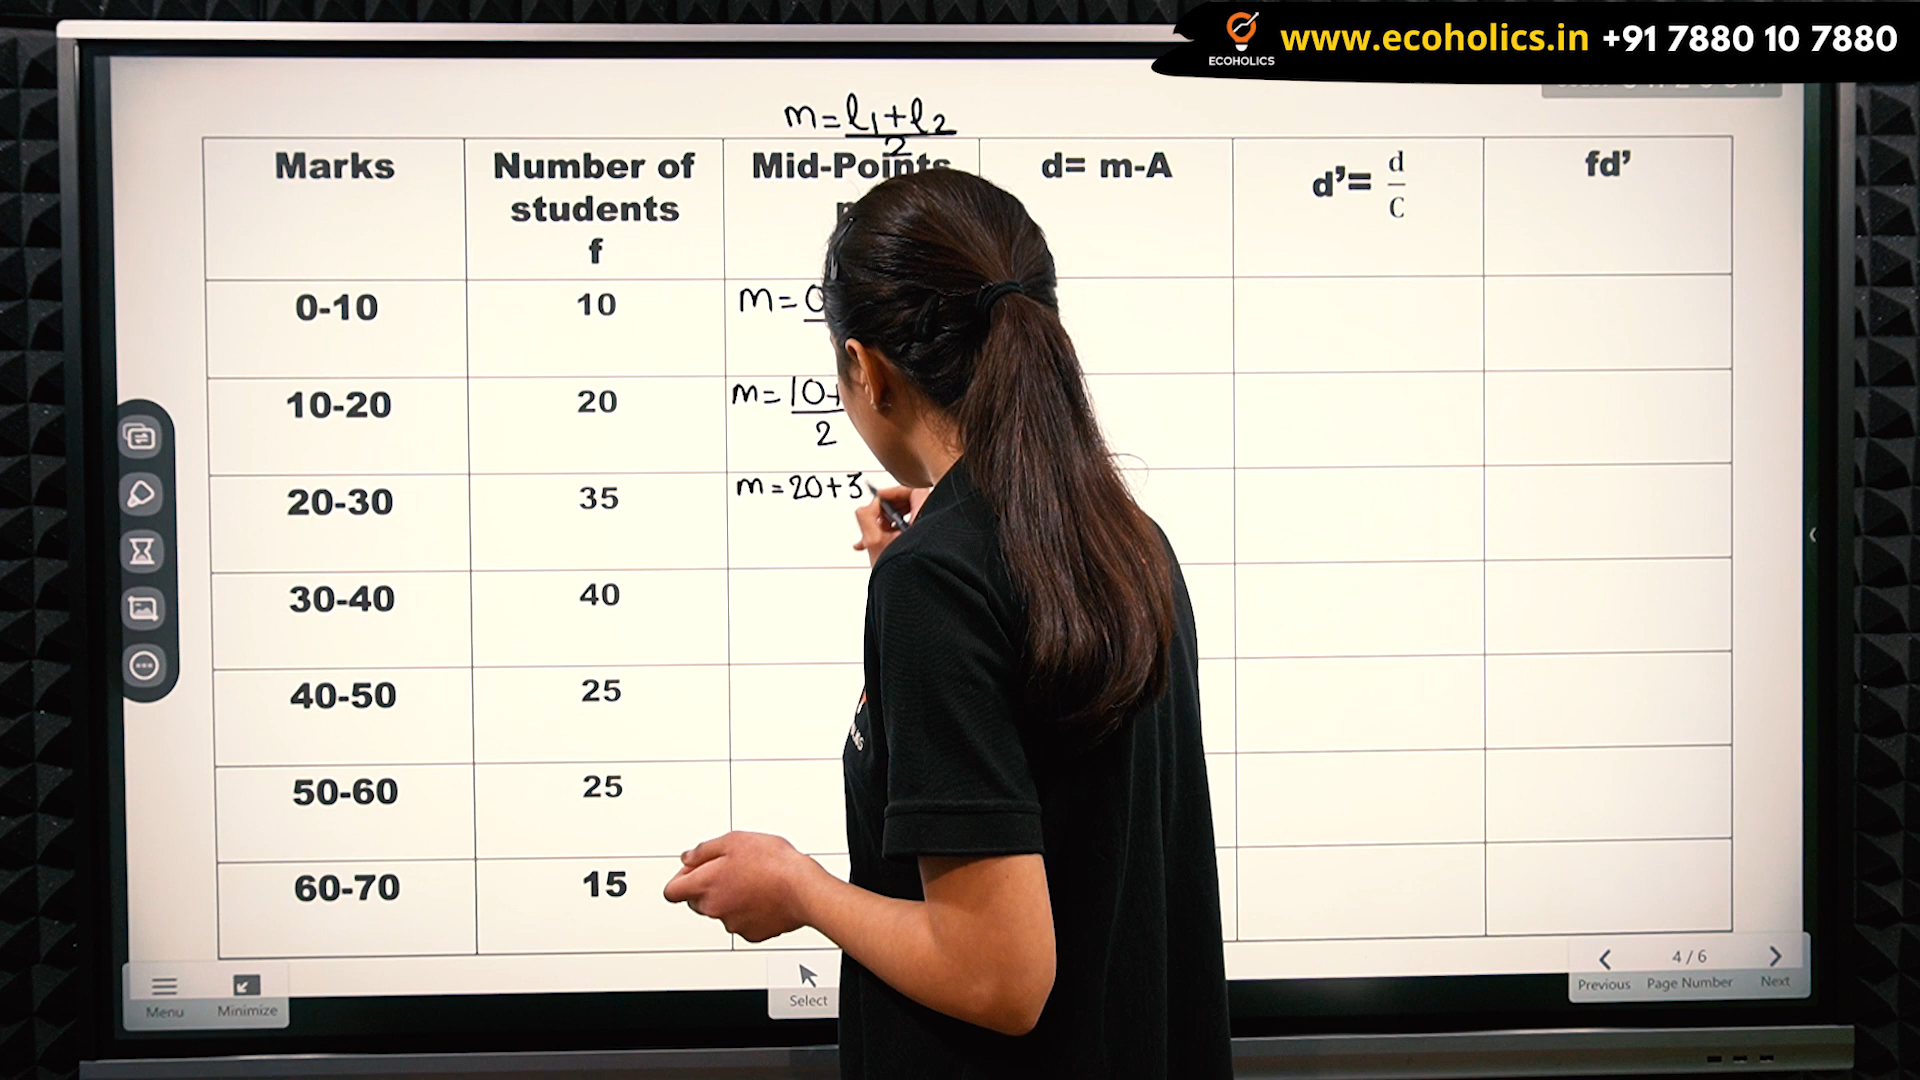 www.ecoholics.in +91 7880 10 7880
ECOHOLICS
m = l₁ + l₂
2
Marks
Number of
students
f
Mid-Points
d= m-A
d'= d
C
fd'
0-10
10
m = 0
10-20
20
m = 10+
2
20-30
35
m = 20+3
30-40
40
40-50
25
50-60
25
60-70
15
Menu
Minimize
Select
Previous
4 / 6
Page Number
Next